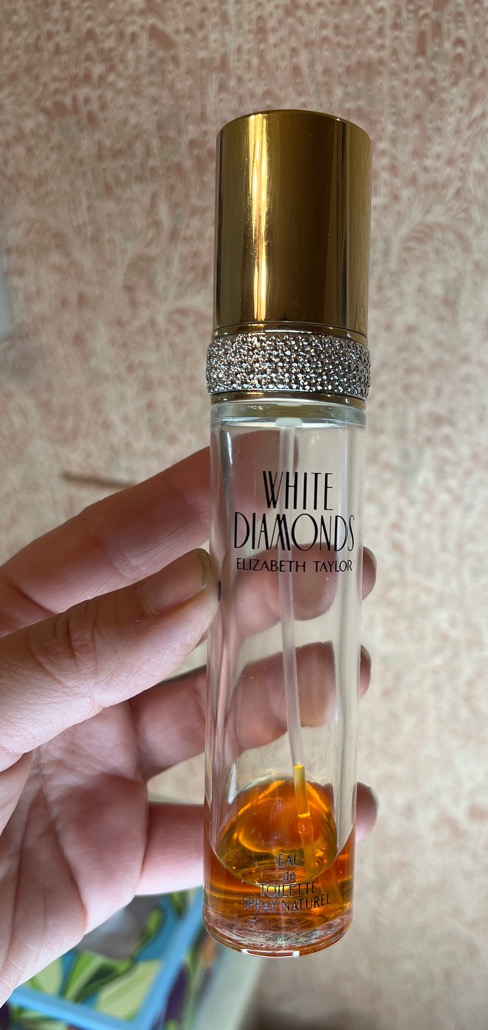 WHITE
DIAMONDS
ELIZABETH TAYLOR
EAU
de
TOILETTE
SPRAY NATUREL